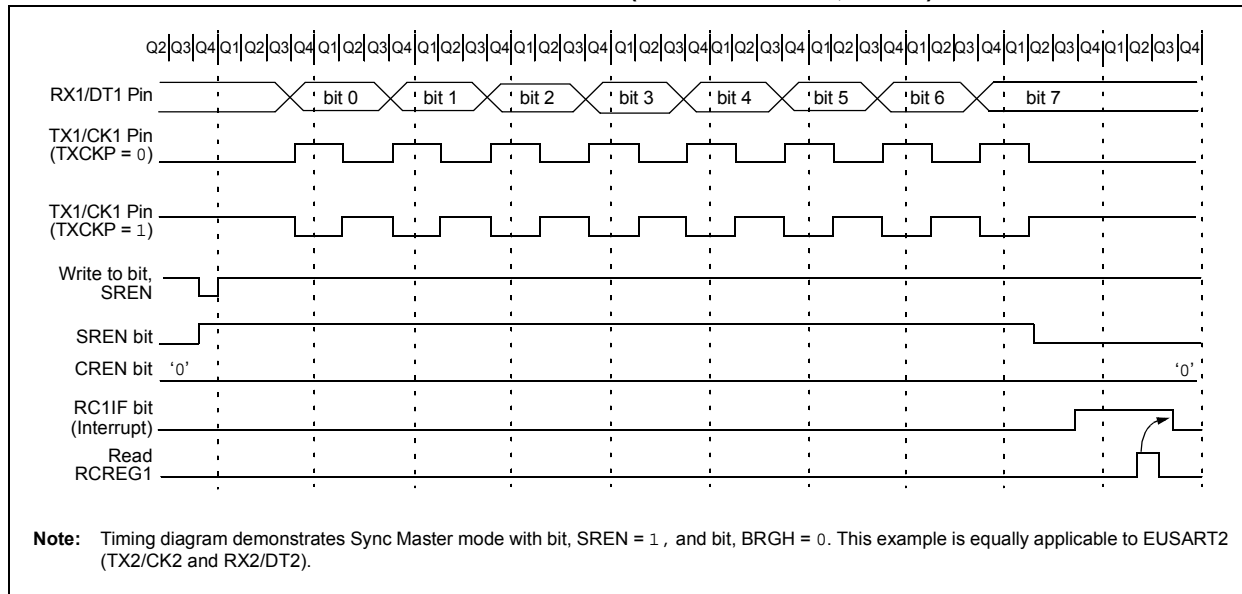 Q2 Q3 Q4 Q1 Q2 Q3 Q4 Q1 Q2 Q3 Q4 Q1 Q2 Q3 Q4 Q1 Q2 Q3 Q4 Q1 Q2 Q3 Q4 Q1 Q2 Q3 Q4 Q1 Q2 Q3 Q4 Q1 Q2 Q3 Q4 Q1 Q2 Q3 Q4 Q1 Q2 Q3 Q4
RX1/DT1 Pin
bit 0 bit 1 bit 2 bit 3 bit 4 bit 5 bit 6 bit 7
TX1/CK1 Pin
(TXCKP = 0)
TX1/CK1 Pin
(TXCKP = 1)
Write to bit,
SREN
SREN bit
CREN bit ‘0’ ‘0’
RC1IF bit
(Interrupt)
Read
RCREG1
Note: Timing diagram demonstrates Sync Master mode with bit, SREN = 1, and bit, BRGH = 0. This example is equally applicable to EUSART2
(TX2/CK2 and RX2/DT2).